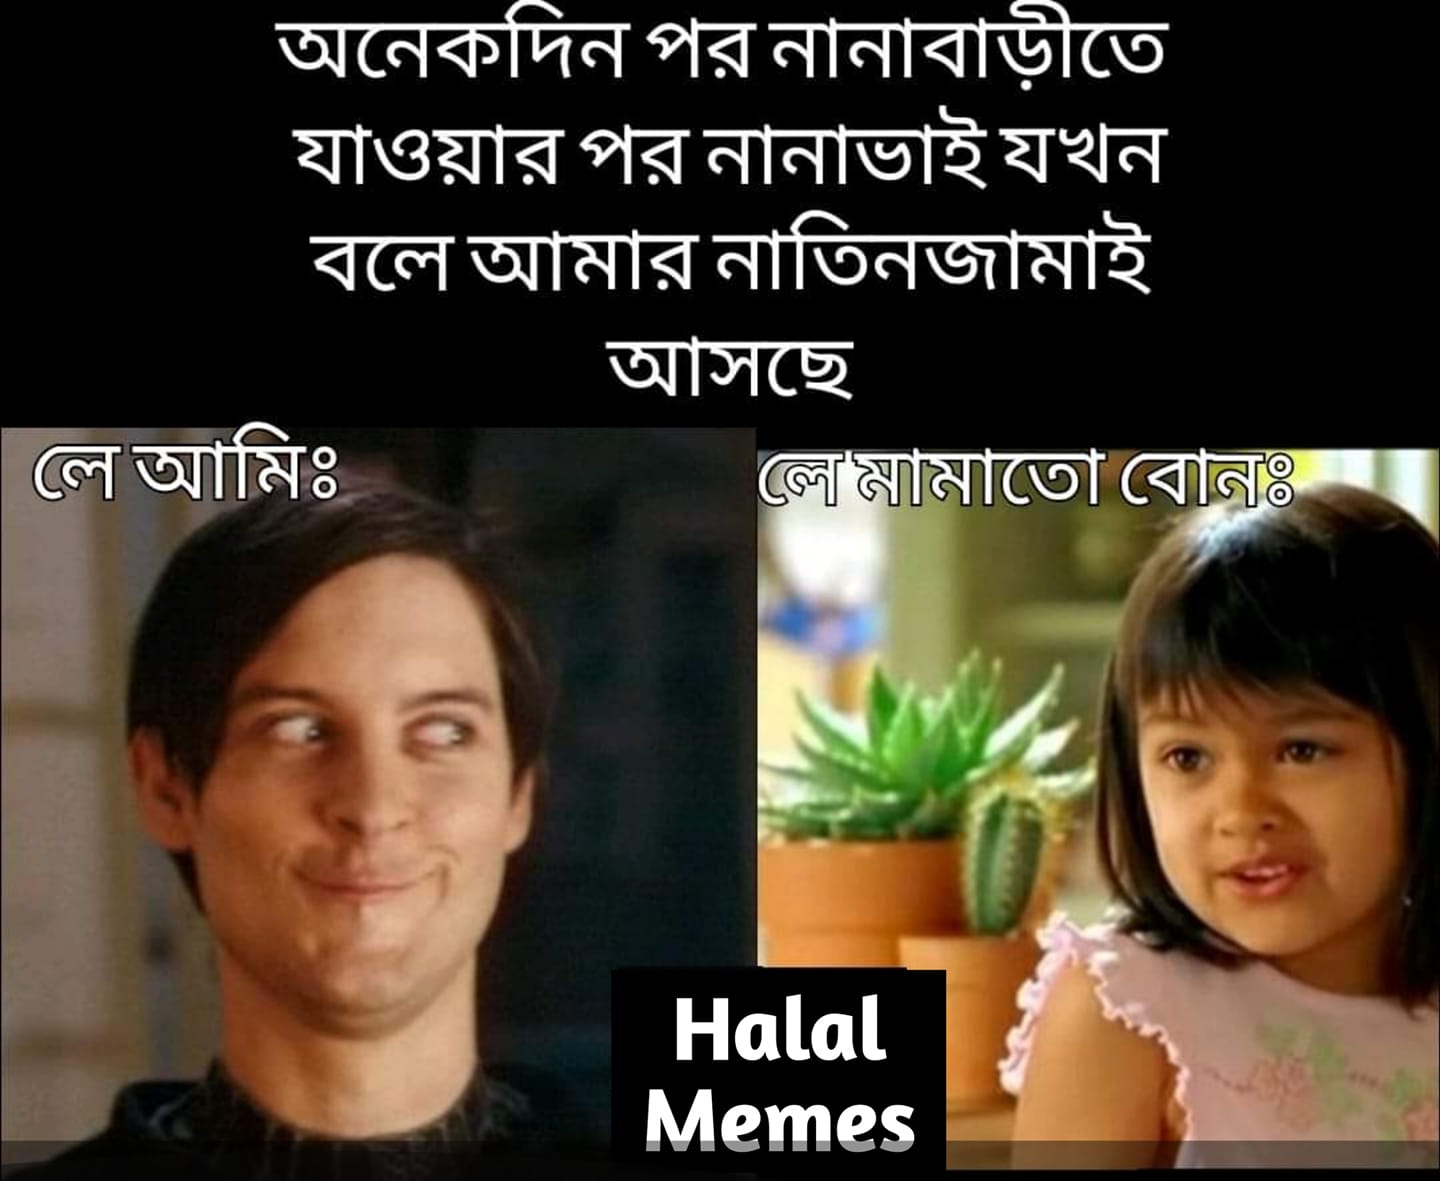 অনেকদিন পর নানাবাড়ীতে
যাওয়ার পর নানাভাই যখন
বলে আমার নাতিনজামাই
আসছে
লে আমিঃ
লে মামাতো বোনঃ
Halal
Memes